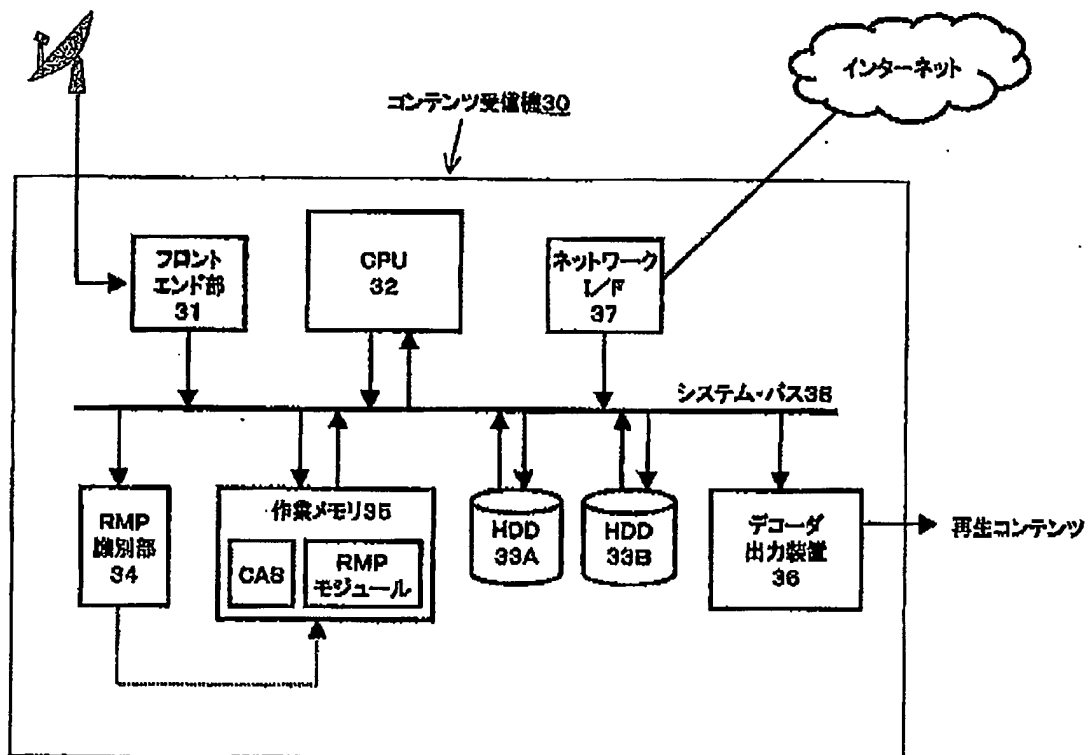 インターネット
コンテンツ受信機30
フロント
エンド部
31
CPU
32
ネットワーク
I/F
37
システム・バス38
RMP
識別部
34
作業メモリ35
CAS
RMP
モジュール
HDD
33A
HDD
33B
デコーダ
出力装置
36
再生コンテンツ